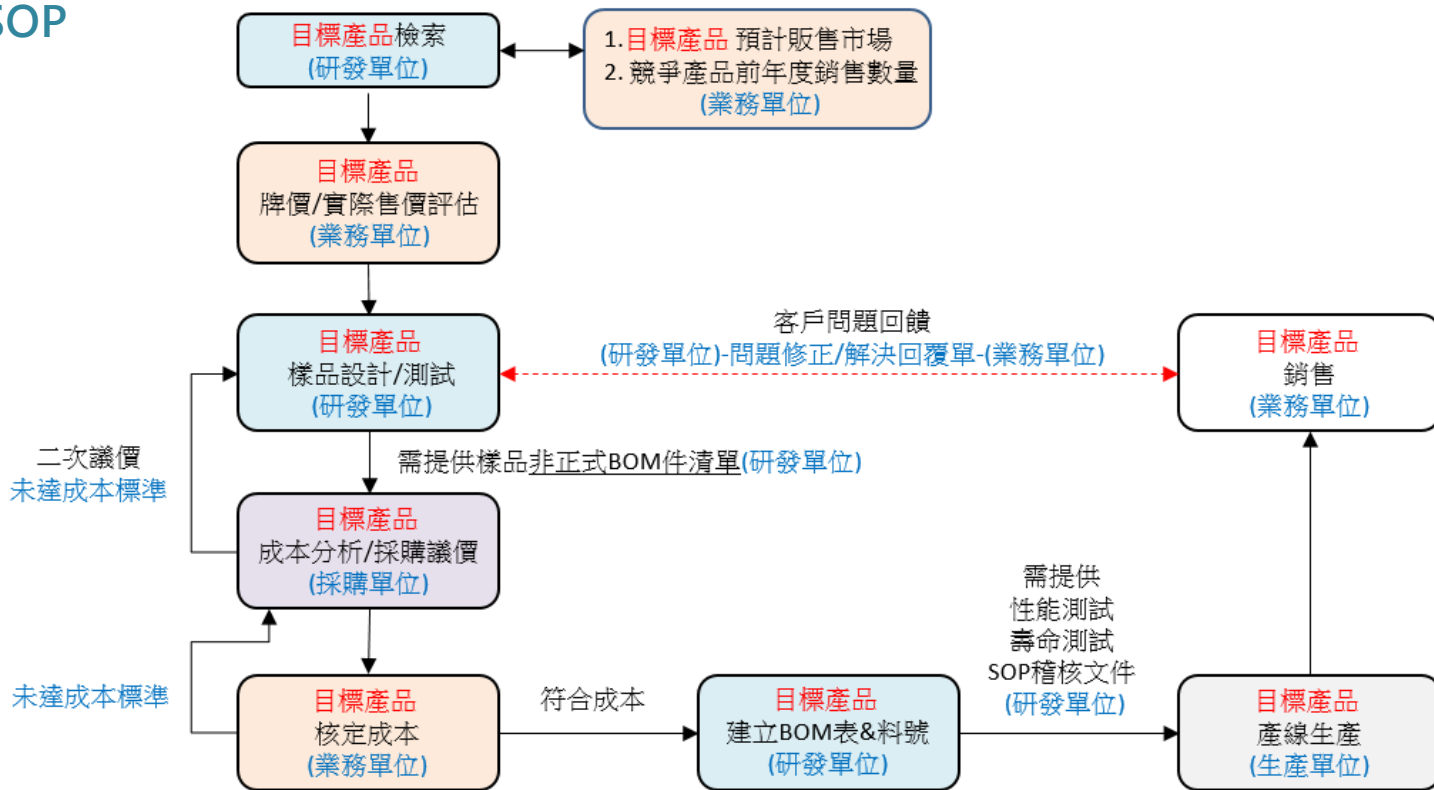 SOP
目標產品檢索
(研發單位)
1.目標產品 預計販售市場
2. 競爭產品前年度銷售數量
(業務單位)
目標產品
牌價/實際售價評估
(業務單位)
目標產品
樣品設計/測試
(研發單位)
客戶問題回饋
(研發單位)-問題修正/解決回覆單-(業務單位)
目標產品
銷售
(業務單位)
二次議價
未達成本標準
需提供樣品非正式BOM件清單(研發單位)
目標產品
成本分析/採購議價
(採購單位)
未達成本標準
目標產品
核定成本
(業務單位)
符合成本
目標產品
建立BOM表&料號
(研發單位)
需提供
性能測試
壽命測試
SOP稽核文件
(研發單位)
目標產品
產線生產
(生產單位)